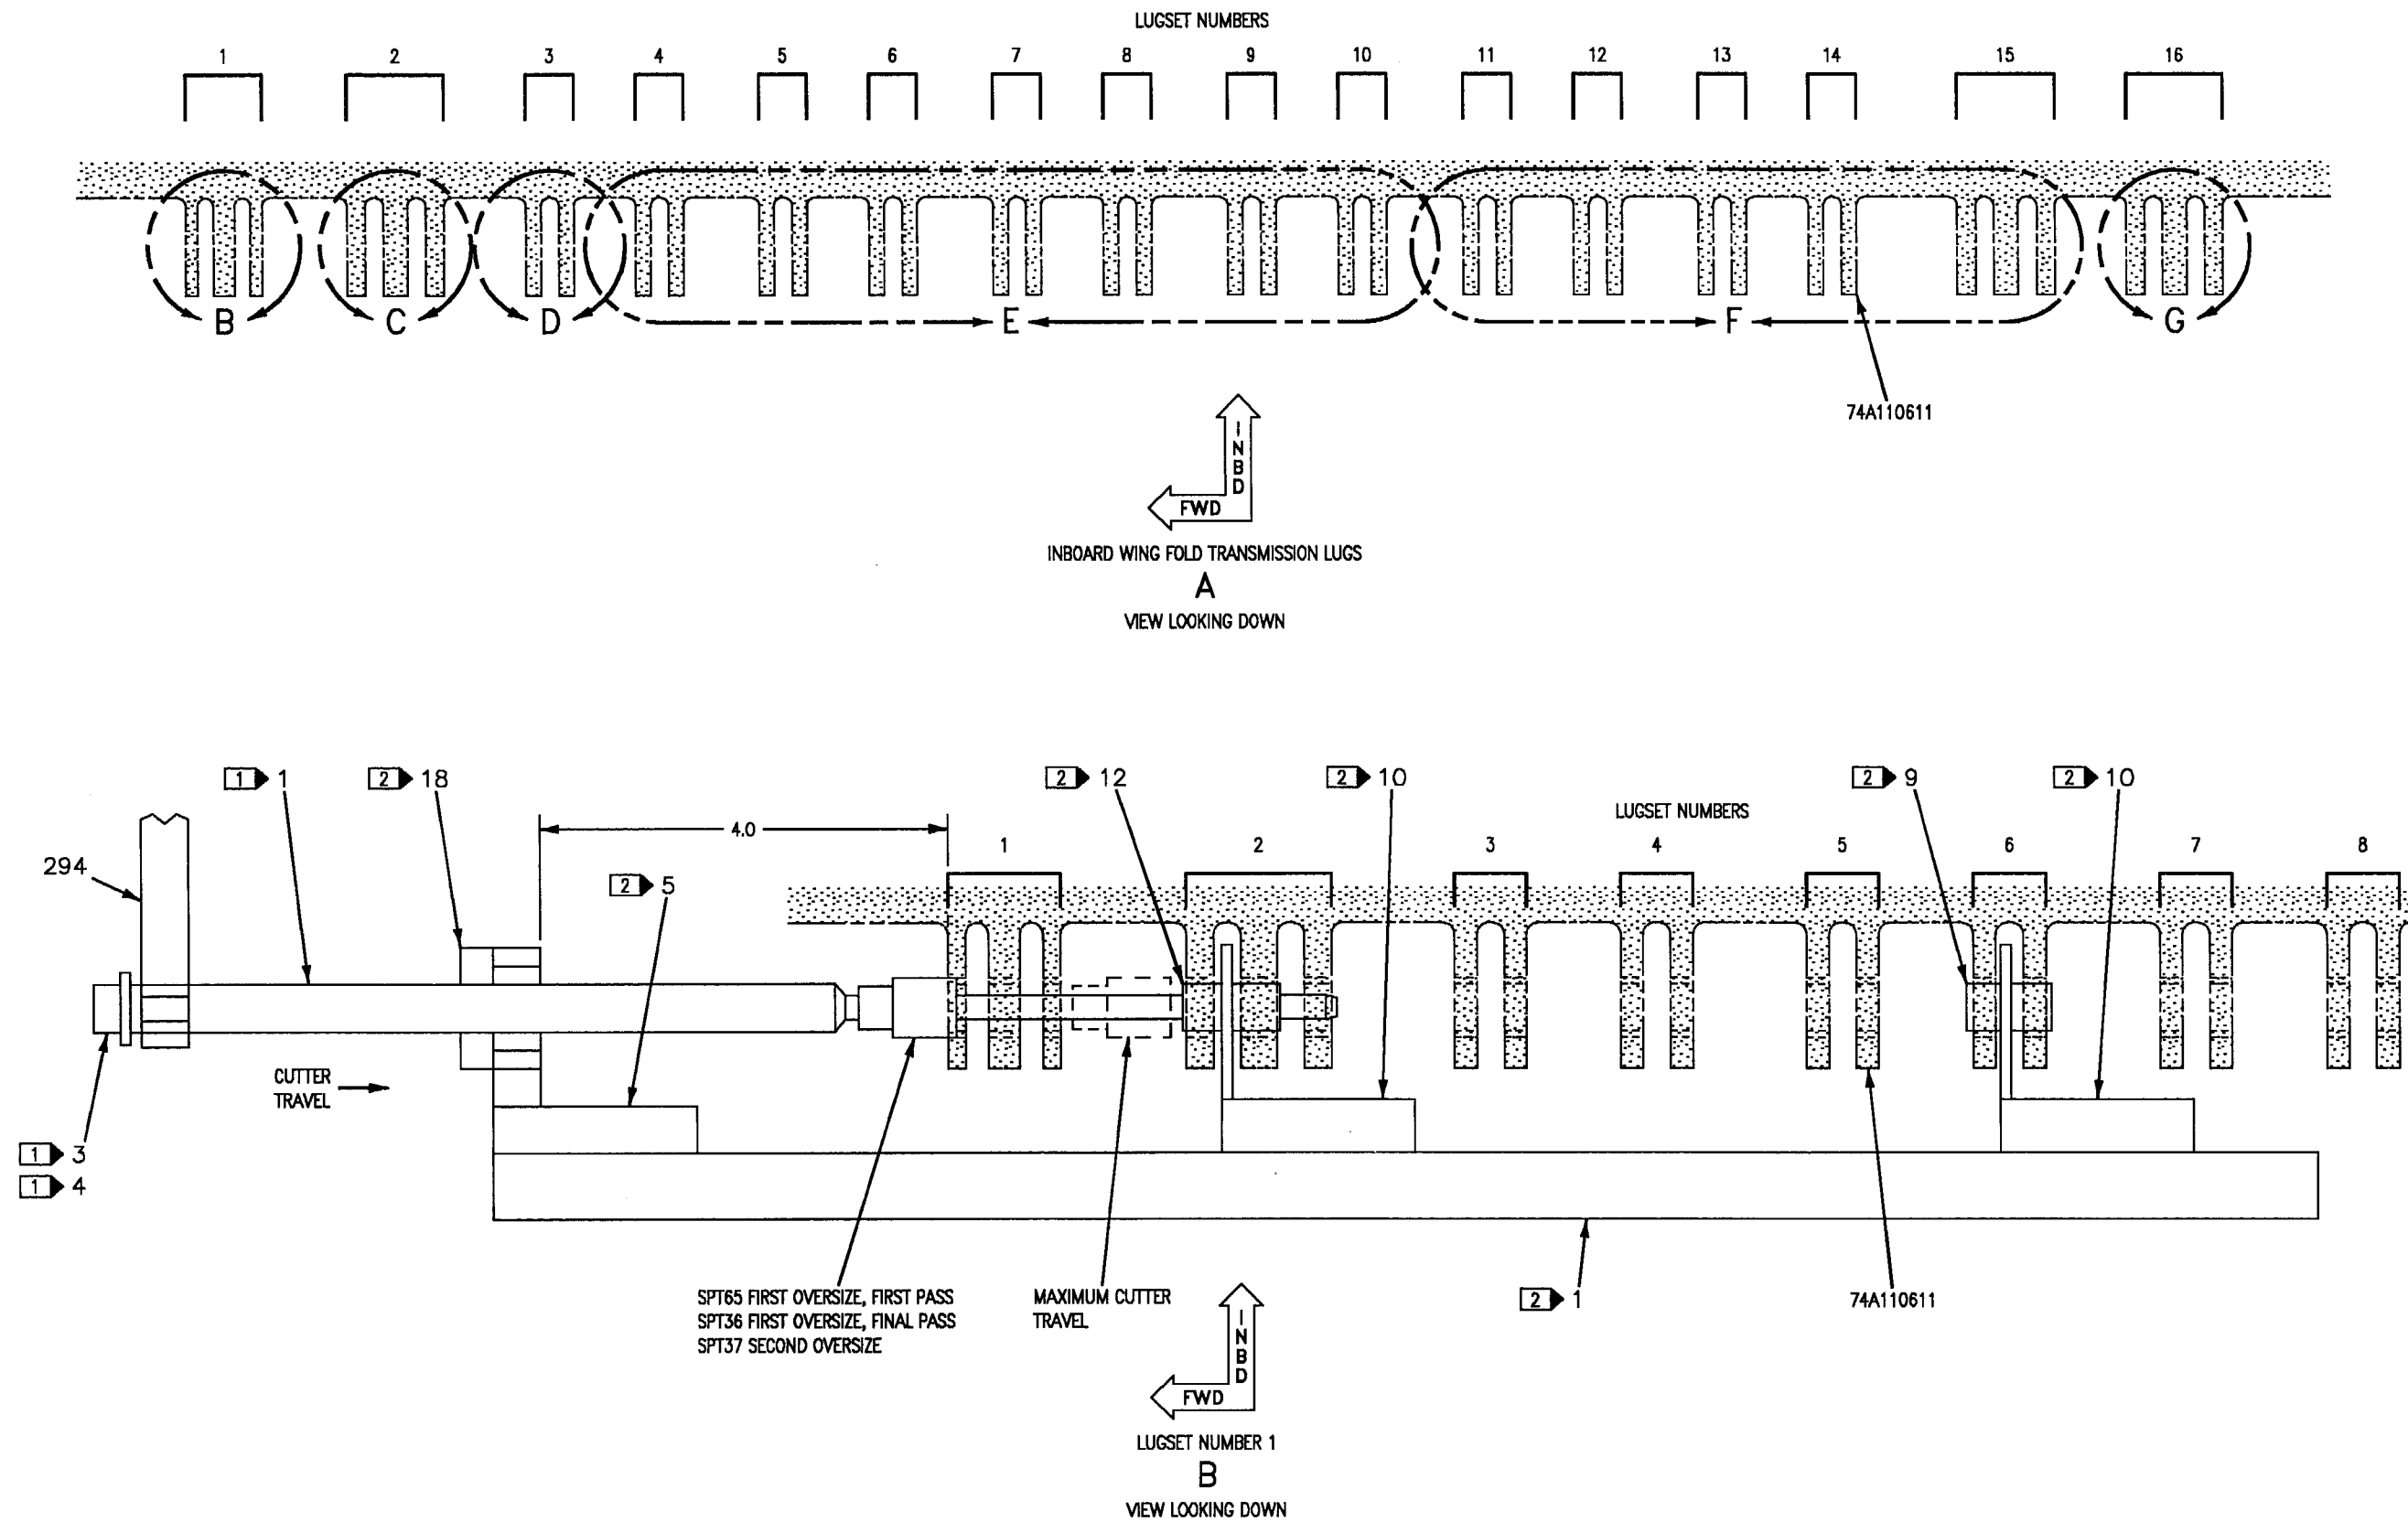 LUGSET NUMBERS
1 2 3 4 5 6 7 8 9 10 11 12 13 14 15 16
B C D E F G
74A110611
INBD
FWD
INBOARD WING FOLD TRANSMISSION LUGS
A
VIEW LOOKING DOWN
1 1
2 18
2 12
2 10
2 9
2 10
LUGSET NUMBERS
4.0
1 2 3 4 5 6 7 8
294
2 5
CUTTER
TRAVEL
1 3
1 4
SPT65 FIRST OVERSIZE, FIRST PASS
SPT36 FIRST OVERSIZE, FINAL PASS
SPT37 SECOND OVERSIZE
MAXIMUM CUTTER
TRAVEL
2 1
74A110611
INBD
FWD
LUGSET NUMBER 1
B
VIEW LOOKING DOWN